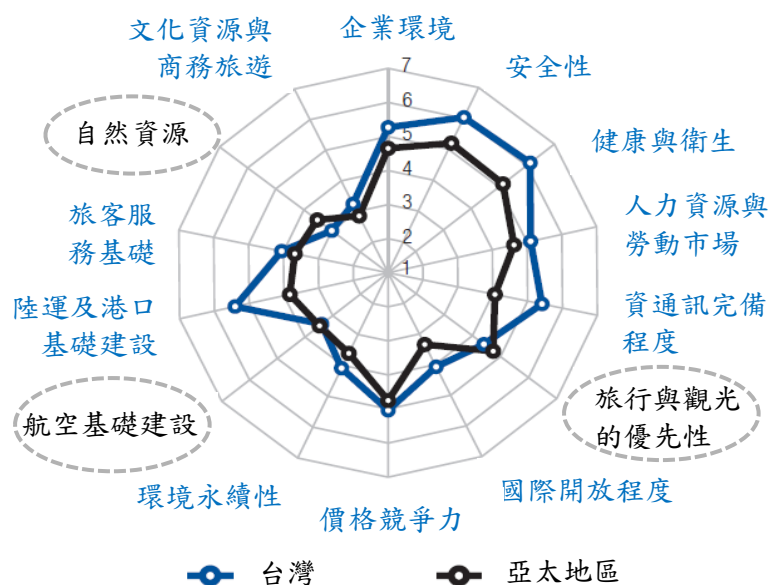 文化資源與
商務旅遊
企業環境
安全性
自然資源
健康與衛生
旅客服
務基礎
人力資源與
勞動市場
陸運及港口
基礎建設
資通訊完備
程度
航空基礎建設
旅行與觀光
的優先性
環境永續性
價格競爭力
國際開放程度
7
6
5
4
3
2
1
台灣
亞太地區